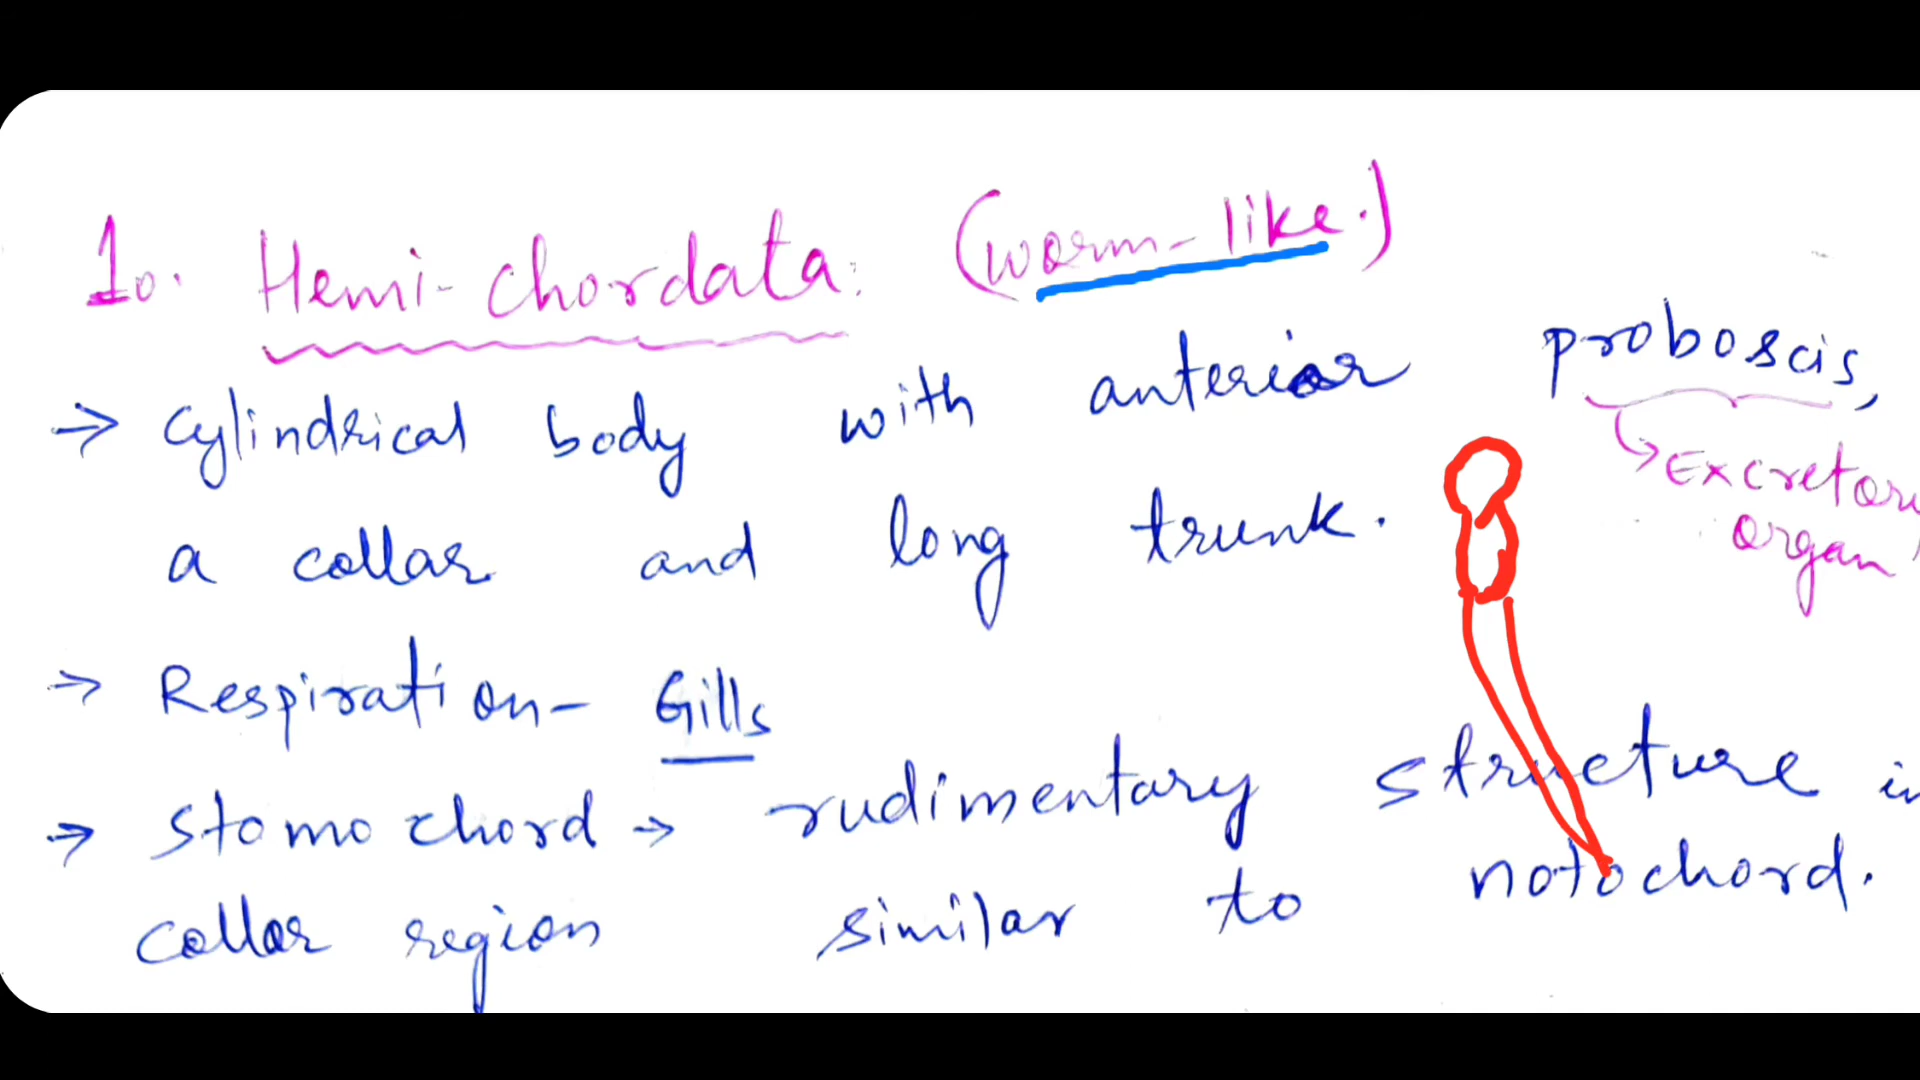 10. Hemi-chordata: (worm-like.)
→ Cylindrical body with anterior proboscis,
↳ Excretory
organ
a collar and long trunk.
→ Respiration - Gills
→ Stomochord → rudimentary structure in
collar region similar to notochord.